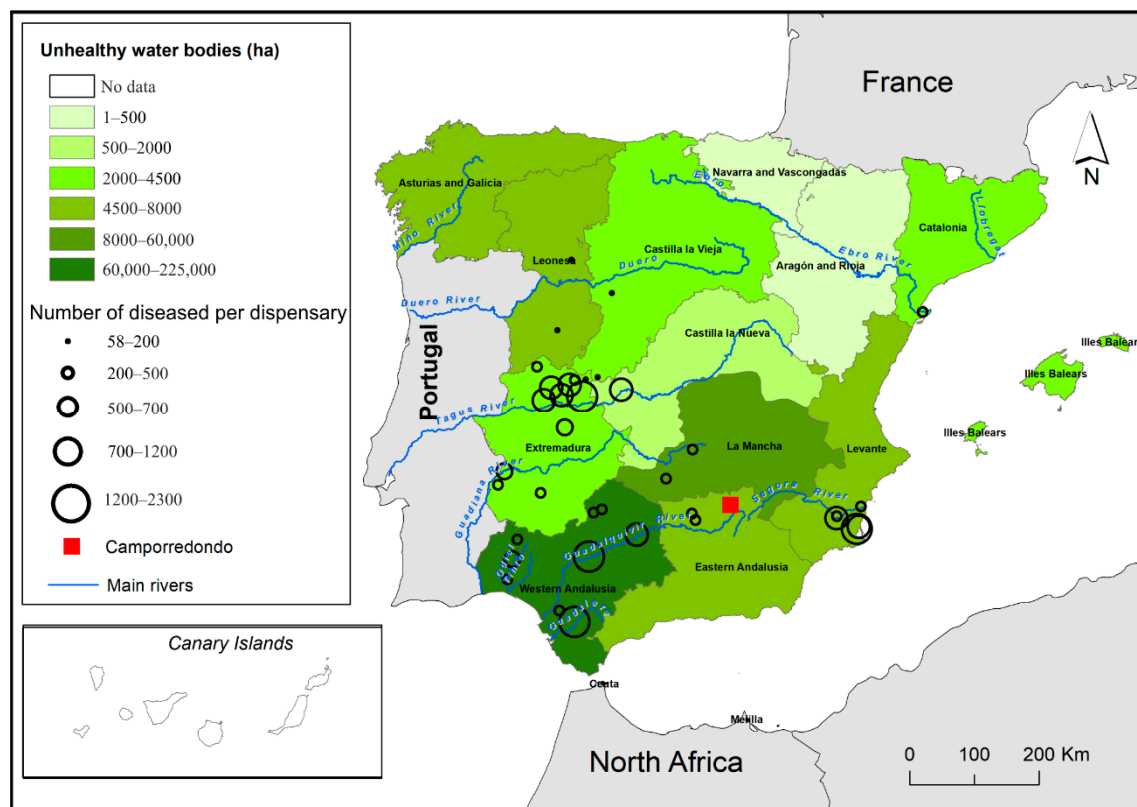 Unhealthy water bodies (ha)
No data
1–500
500–2000
2000–4500
4500–8000
8000–60,000
60,000–225,000
Number of diseased per dispensary
58–200
200–500
500–700
700–1200
1200–2300
Camporredondo
Main rivers
Canary Islands
France
N
Asturias and Galicia
Navarra and Vascongadas
Ebro
Miño River
Catalonia
Llobregat
Leonesa
Castilla la Vieja
Duero
Ebro River
Aragón and Rioja
Duero River
Castilla la Nueva
Illes Balears
Illes Balears
Illes Balears
Portugal
Tagus River
Extremadura
La Mancha
Levante
Guadiana River
Segura River
Guadalquivir River
Odiel
Tinto
Western Andalusia
Eastern Andalusia
Ceuta
Melilla
North Africa
0 100 200 Km